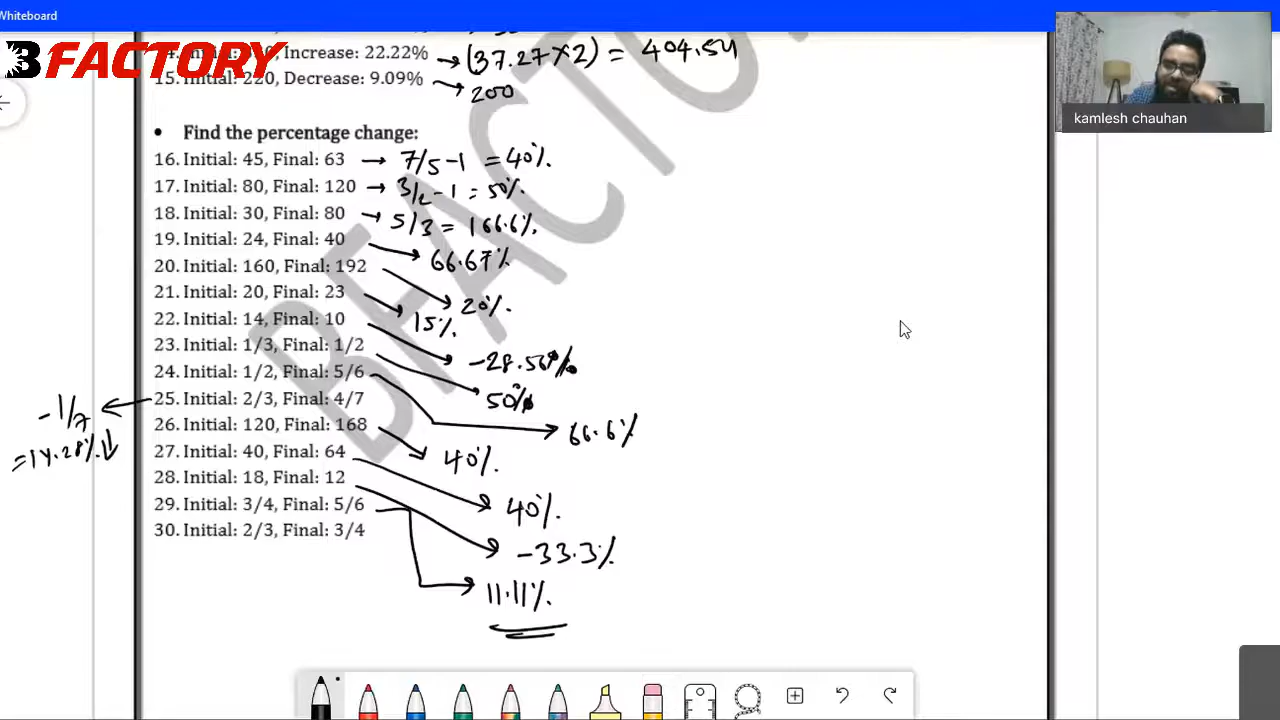 Whiteboard
BFACTORY
Increase: 22.22% → (37.27×2) = 404.54
15. Initial: 220, Decrease: 9.09% → 200
• Find the percentage change:
16. Initial: 45, Final: 63 → 7/5-1 = 40%.
17. Initial: 80, Final: 120 → 3/2-1 = 50%.
18. Initial: 30, Final: 80 → 5/3 = 166.6%.
19. Initial: 24, Final: 40
66.67%
20. Initial: 160, Final: 192
20%.
21. Initial: 20, Final: 23
15%.
22. Initial: 14, Final: 10
23. Initial: 1/3, Final: 1/2
50%
24. Initial: 1/2, Final: 5/6
66.6%
25. Initial: 2/3, Final: 4/7
-1/7
=14.28%↓
26. Initial: 120, Final: 168
40%.
27. Initial: 40, Final: 64
40%.
28. Initial: 18, Final: 12
-33.3%
29. Initial: 3/4, Final: 5/6
11.11%.
30. Initial: 2/3, Final: 3/4
BFACTO
kamlesh chauhan